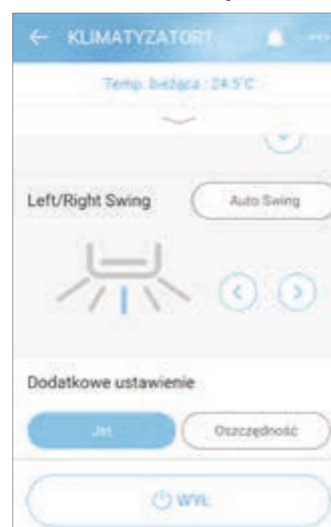 ← KLIMATYZATOR1
Temp. bieżąca : 24.5°C
Left/Right Swing
Auto Swing
Dodatkowe ustawienie
Jet
Oszczędność
WYŁ